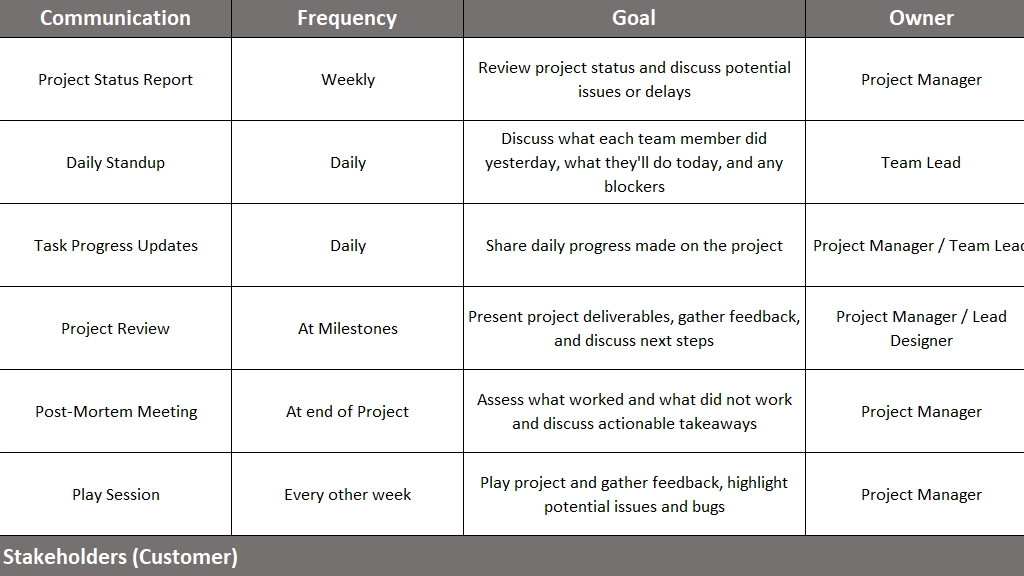 Communication Frequency Goal Owner
Project Status Report Weekly Review project status and discuss potential issues or delays Project Manager
Daily Standup Daily Discuss what each team member did yesterday, what they'll do today, and any blockers Team Lead
Task Progress Updates Daily Share daily progress made on the project Project Manager / Team Lead
Project Review At Milestones Present project deliverables, gather feedback, and discuss next steps Project Manager / Lead Designer
Post-Mortem Meeting At end of Project Assess what worked and what did not work and discuss actionable takeaways Project Manager
Play Session Every other week Play project and gather feedback, highlight potential issues and bugs Project Manager
Stakeholders (Customer)